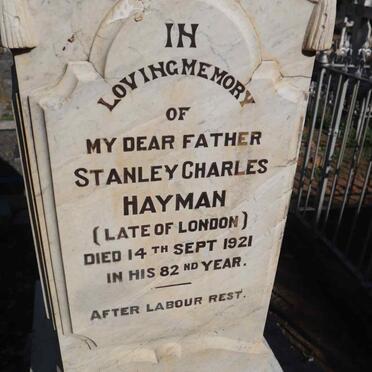 IN
LOVING MEMORY
OF
MY DEAR FATHER
STANLEY CHARLES
HAYMAN
(LATE OF LONDON)
DIED 14TH SEPT 1921
IN HIS 82ND YEAR.
AFTER LABOUR REST.